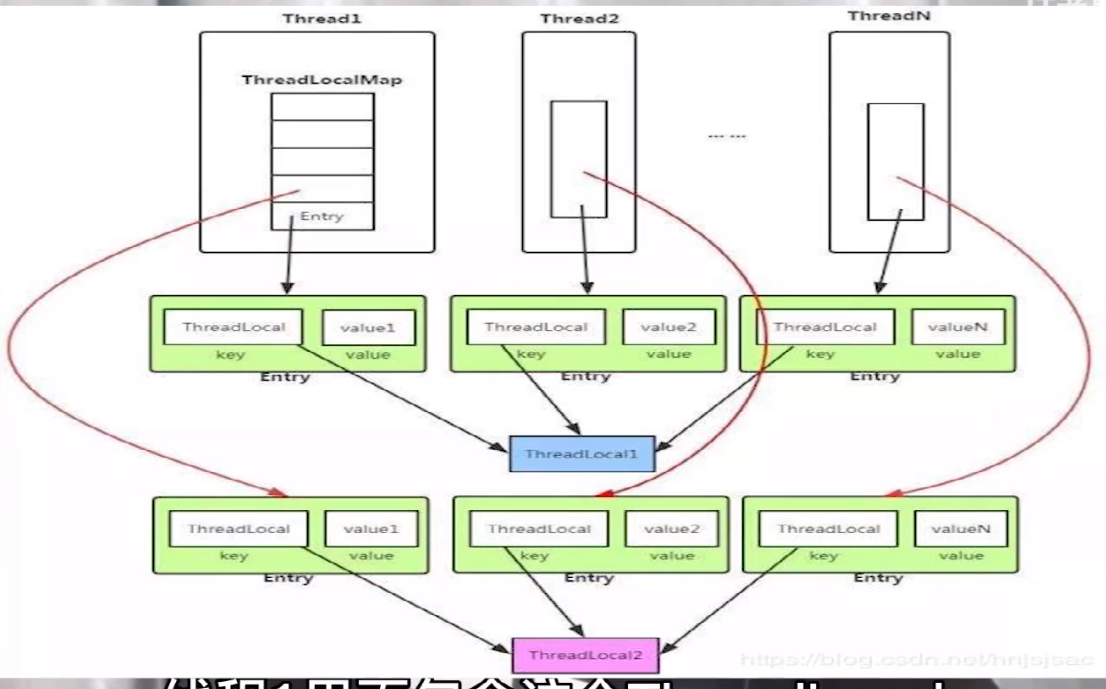 Thread1
Thread2
ThreadN
ThreadLocalMap
... ...
Entry
ThreadLocal value1
key value
Entry
ThreadLocal value2
key value
Entry
ThreadLocal valueN
key value
Entry
ThreadLocal1
ThreadLocal value1
key value
Entry
ThreadLocal value2
key value
Entry
ThreadLocal valueN
key value
Entry
ThreadLocal2
https://blog.csdn.net/hnjsjsac